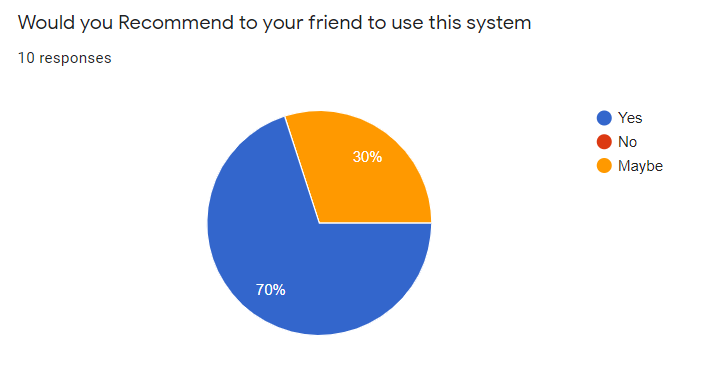 Would you Recommend to your friend to use this system
10 responses
Yes
No
Maybe
30%
70%